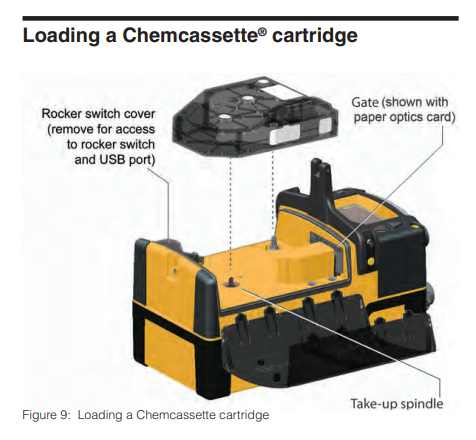 Loading a Chemcassette® cartridge
Rocker switch cover
(remove for access
to rocker switch
and USB port)
Gate (shown with
paper optics card)
Take-up spindle
Figure 9: Loading a Chemcassette cartridge